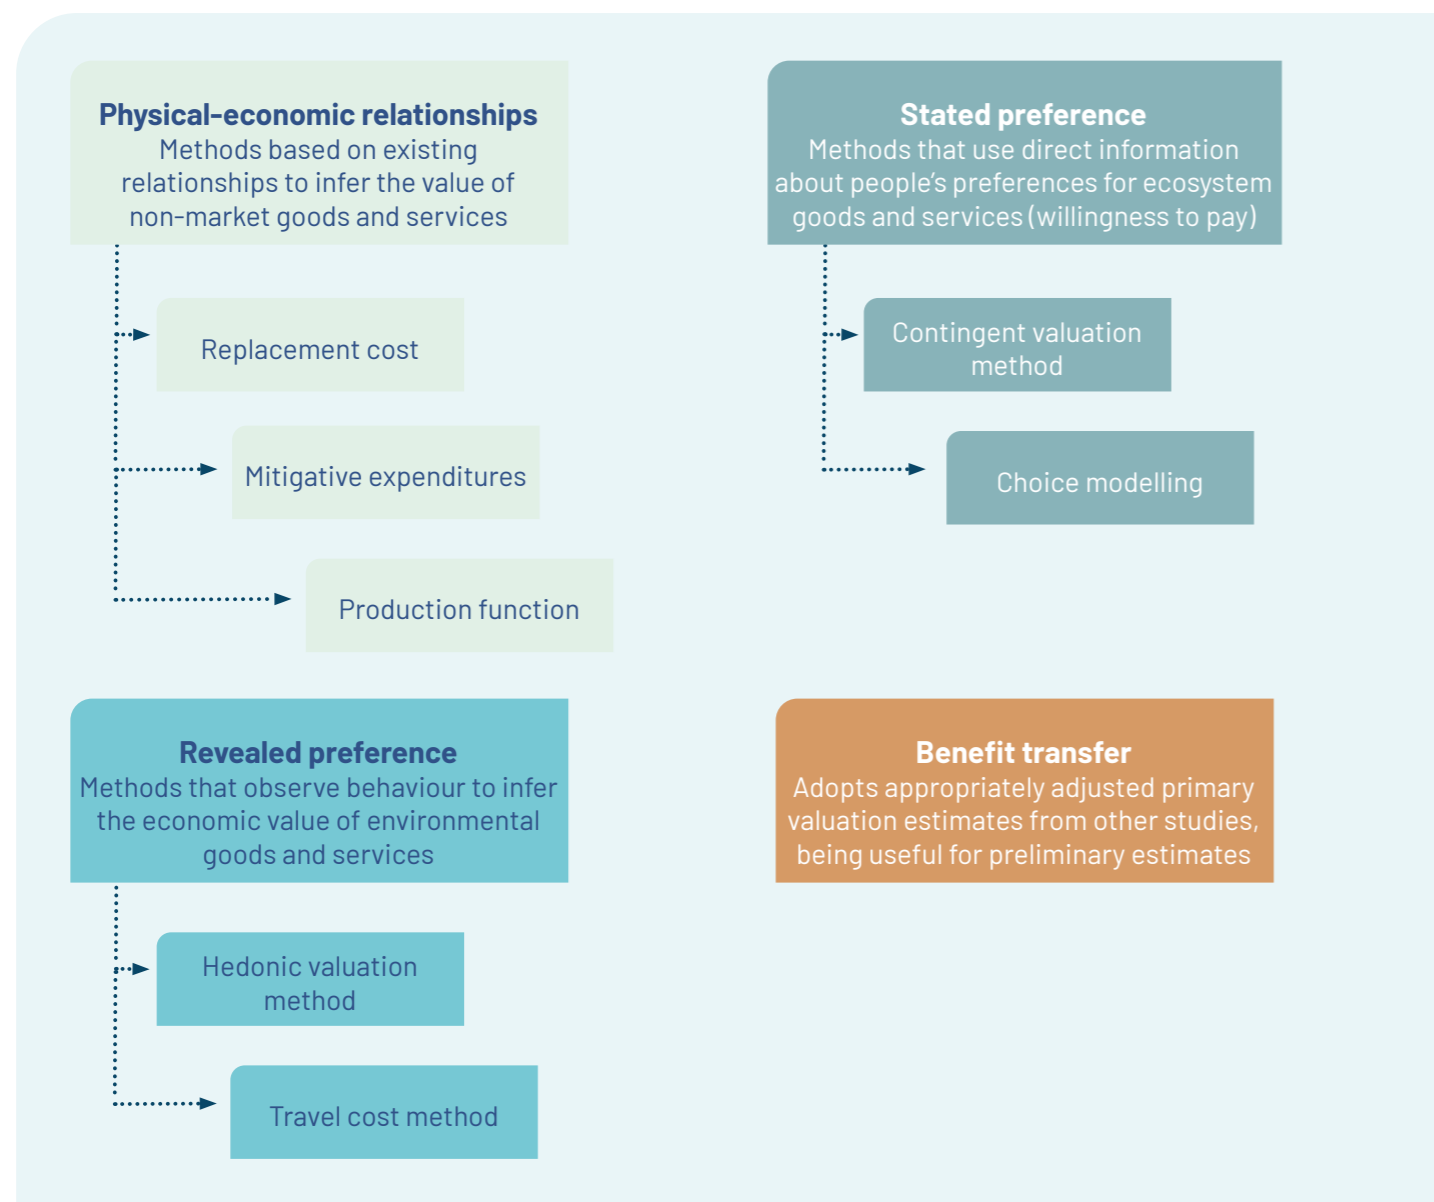 Physical-economic relationships
Methods based on existing
relationships to infer the value of
non-market goods and services
Replacement cost
Mitigative expenditures
Production function
Stated preference
Methods that use direct information
about people’s preferences for ecosystem
goods and services (willingness to pay)
Contingent valuation
method
Choice modelling
Revealed preference
Methods that observe behaviour to infer
the economic value of environmental
goods and services
Hedonic valuation
method
Travel cost method
Benefit transfer
Adopts appropriately adjusted primary
valuation estimates from other studies,
being useful for preliminary estimates